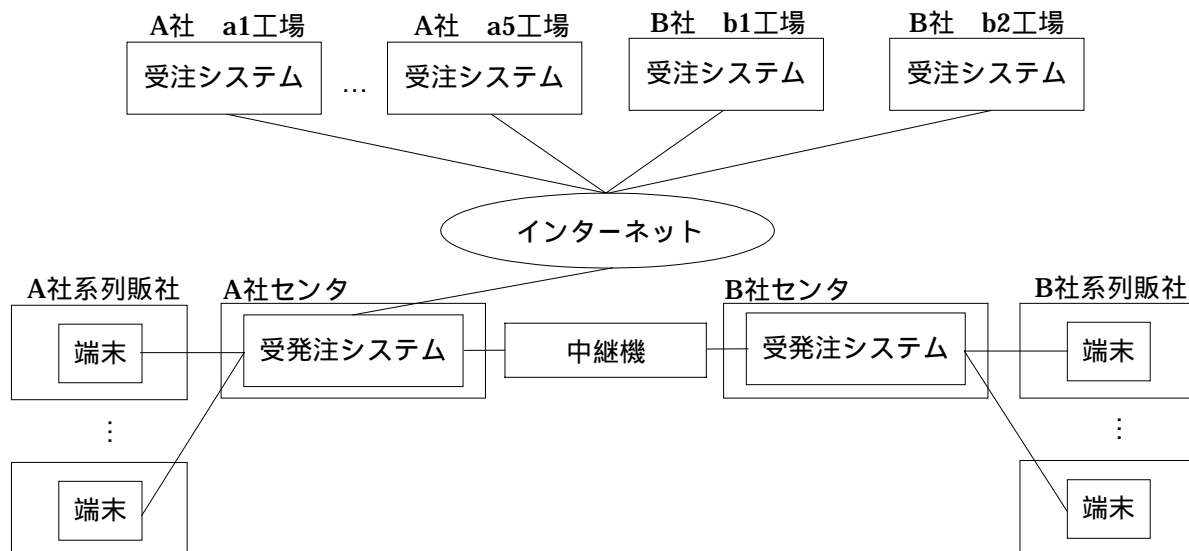 A社 a1工場
A社 a5工場
B社 b1工場
B社 b2工場
受注システム
…
受注システム
受注システム
受注システム
インターネット
A社系列販社
A社センタ
B社センタ
B社系列販社
端末
受発注システム
中継機
受発注システム
端末
⋮
⋮
端末
端末